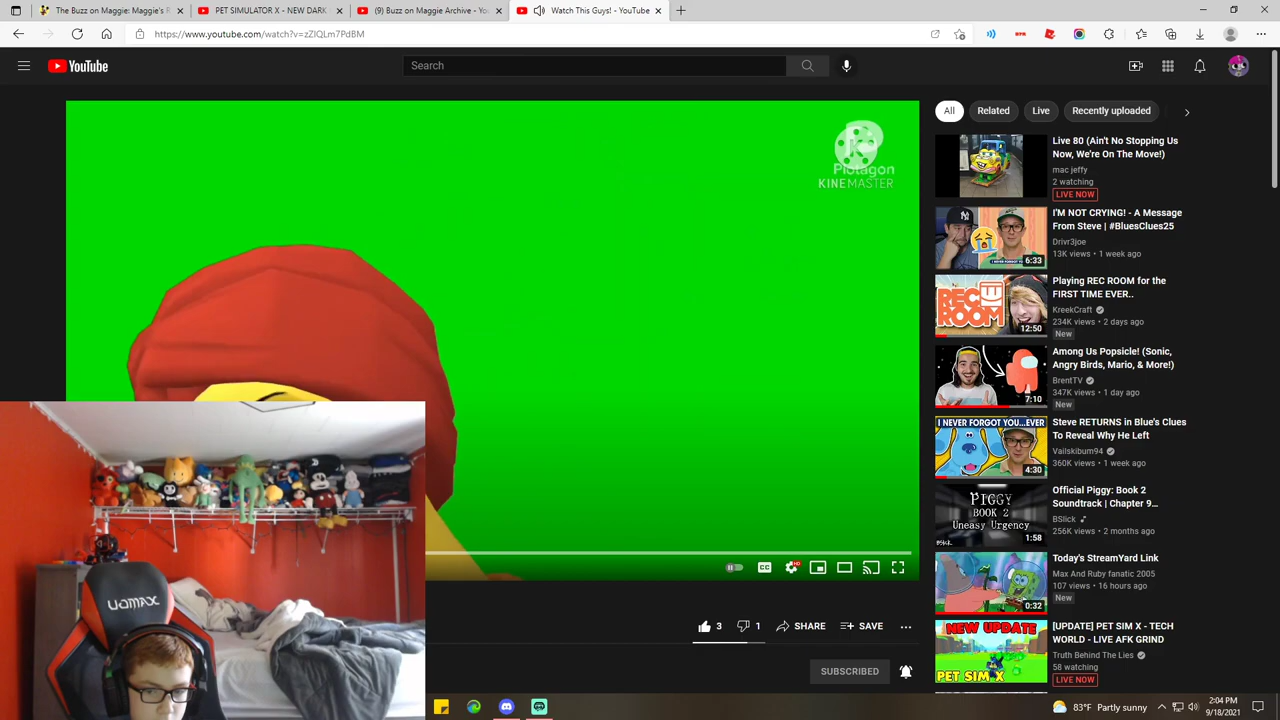 The Buzz on Maggie: Maggie's R
PET SIMULATOR X - NEW DARK
(9) Buzz on Maggie Archive - You
Watch This Guys! - YouTube
https://www.youtube.com/watch?v=zZIQLm7PdBM
YouTube
Search
All
Related
Live
Recently uploaded
Plotagon
KINEMASTER
Live 80 (Ain't No Stopping Us
Now, We're On The Move!)
mac jeffy
2 watching
LIVE NOW
I'M NOT CRYING! - A Message
From Steve | #BluesClues25
Drivr3joe
13K views • 1 week ago
6:33
Playing REC ROOM for the
FIRST TIME EVER..
KreekCraft
234K views • 2 days ago
New
REC
ROOM
12:50
Among Us Popsicle! (Sonic,
Angry Birds, Mario, & More!)
BrentTV
347K views • 1 day ago
New
7:10
I NEVER FORGOT YOU...EVER
Steve RETURNS in Blue's Clues
To Reveal Why He Left
Vailskibum94
360K views • 1 week ago
4:30
PIGGY
BOOK 2
Uneasy Urgency
BSlick
1:58
Official Piggy: Book 2
Soundtrack | Chapter 9...
BSlick
256K views • 2 months ago
Today's StreamYard Link
Max And Ruby fanatic 2005
107 views • 16 hours ago
New
0:32
NEW UPDATE
PET SIM X
[UPDATE] PET SIM X - TECH
WORLD - LIVE AFK GRIND
Truth Behind The Lies
58 watching
LIVE NOW
CC
HD
3
1
SHARE
SAVE
SUBSCRIBED
UOMAX
83°F Partly sunny
2:04 PM
9/18/2021